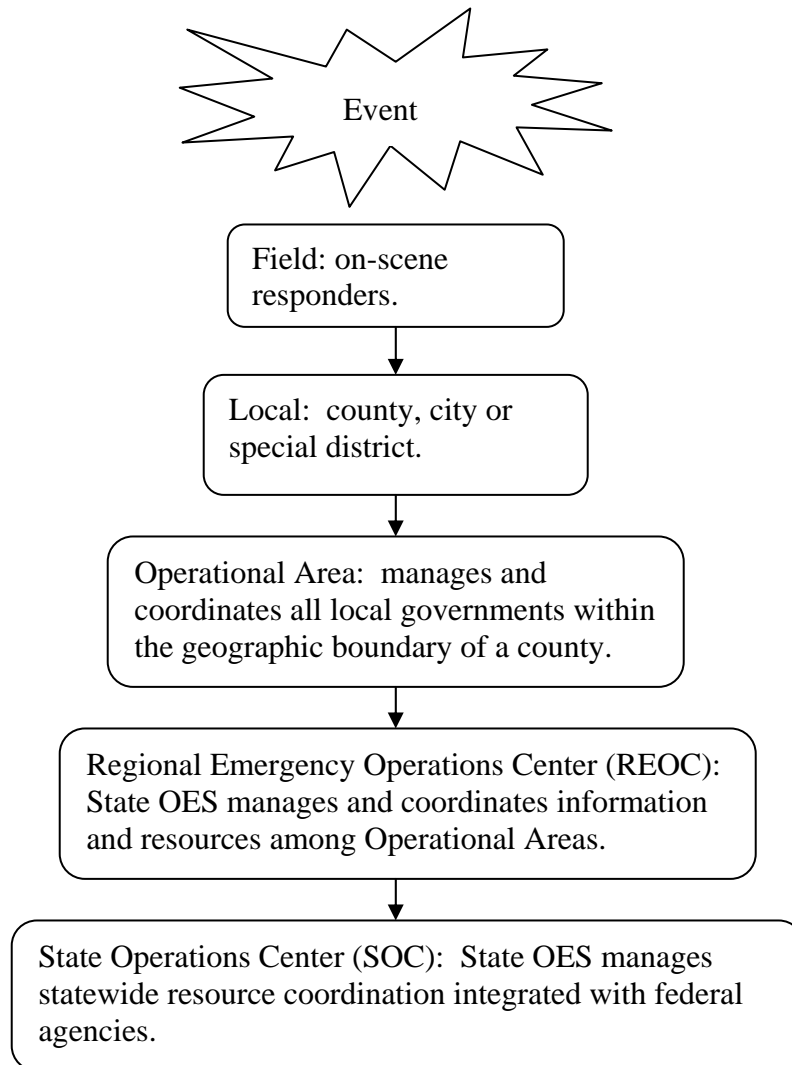 Event
Field: on-scene
responders.
Local:  county, city or
special district.
Operational Area:  manages and
coordinates all local governments within
the geographic boundary of a county.
Regional Emergency Operations Center (REOC):
State OES manages and coordinates information
and resources among Operational Areas.
State Operations Center (SOC):  State OES manages
statewide resource coordination integrated with federal
agencies.